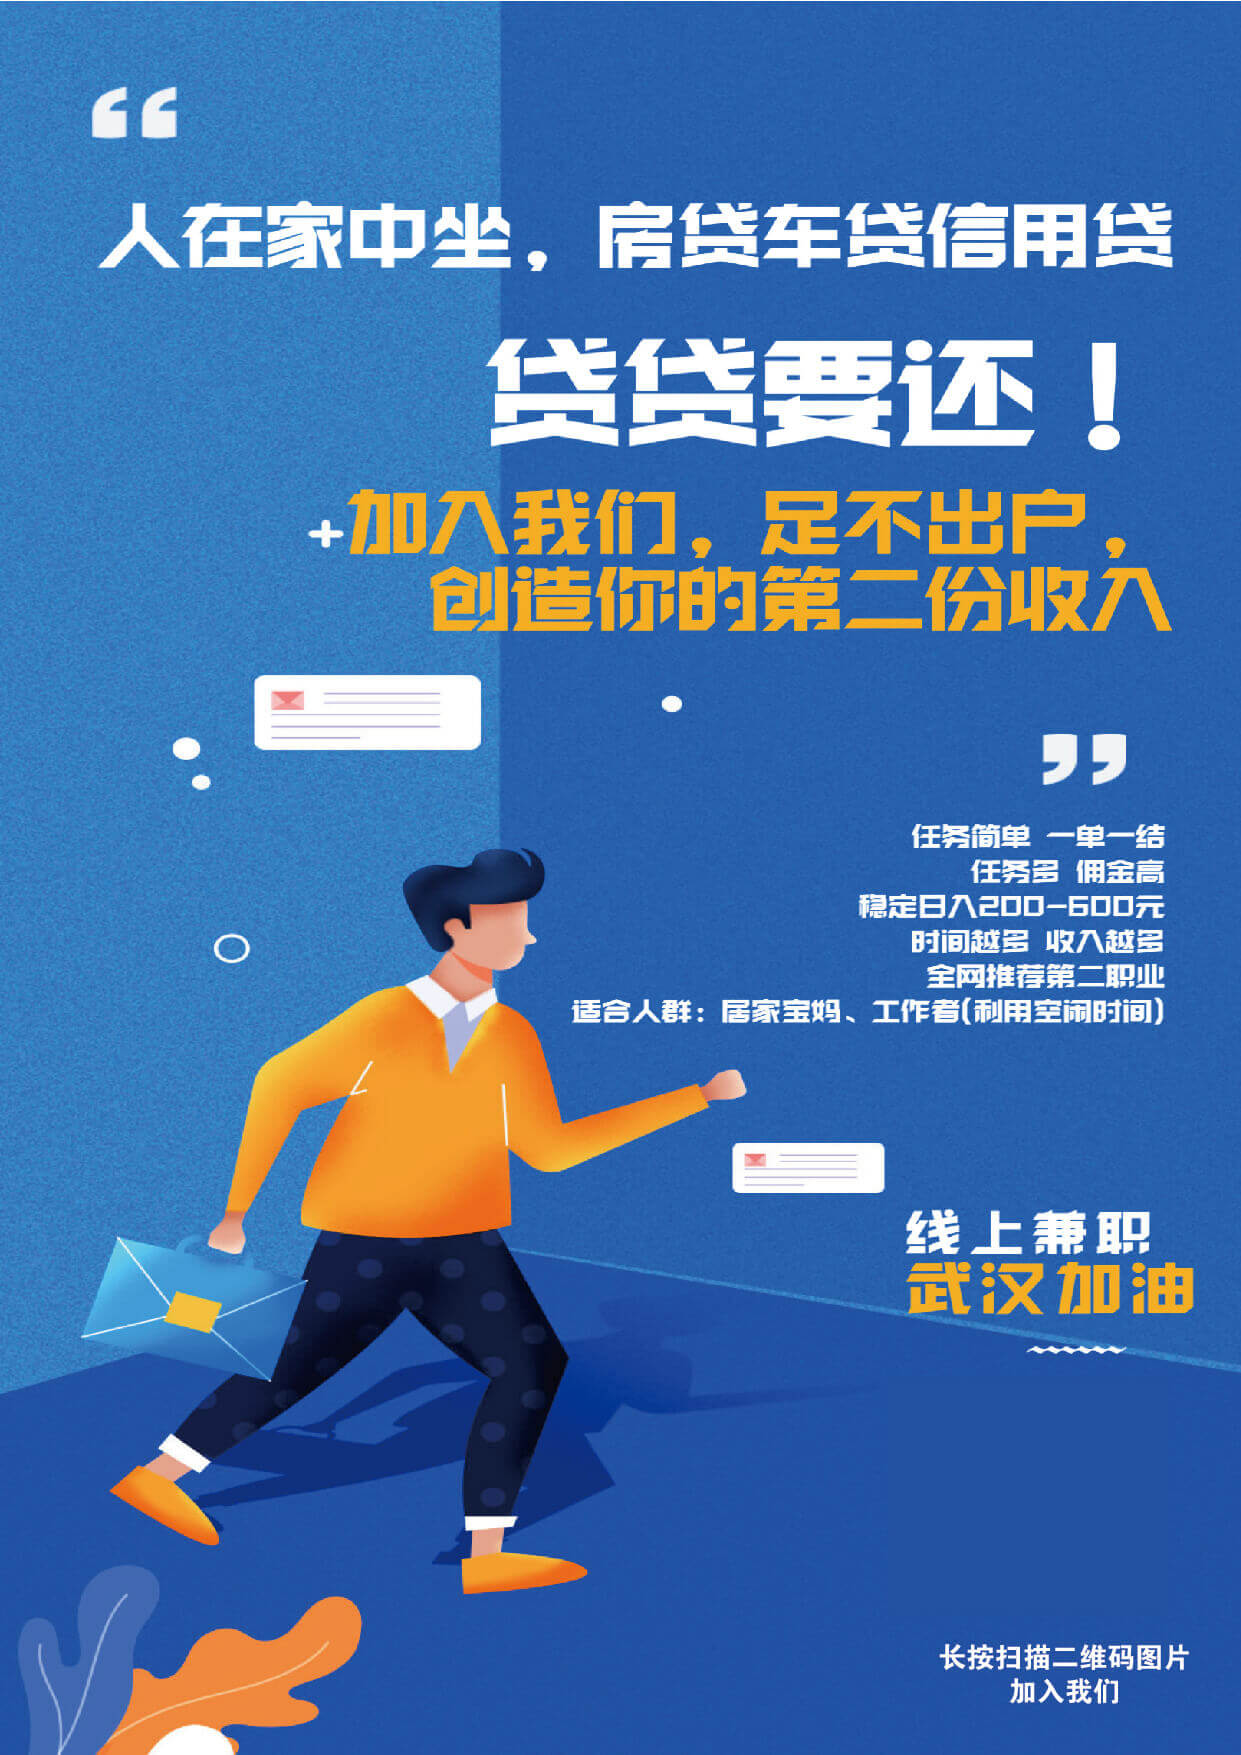 人在家中坐，房贷车贷信用贷
贷贷要还！
+加入我们，足不出户，
创造你的第二份收入
任务简单 一单一结
任务多 佣金高
稳定日入200-600元
时间越多 收入越多
全网推荐第二职业
适合人群：居家宝妈、工作者(利用空闲时间)
线上兼职
武汉加油
长按扫描二维码图片
加入我们